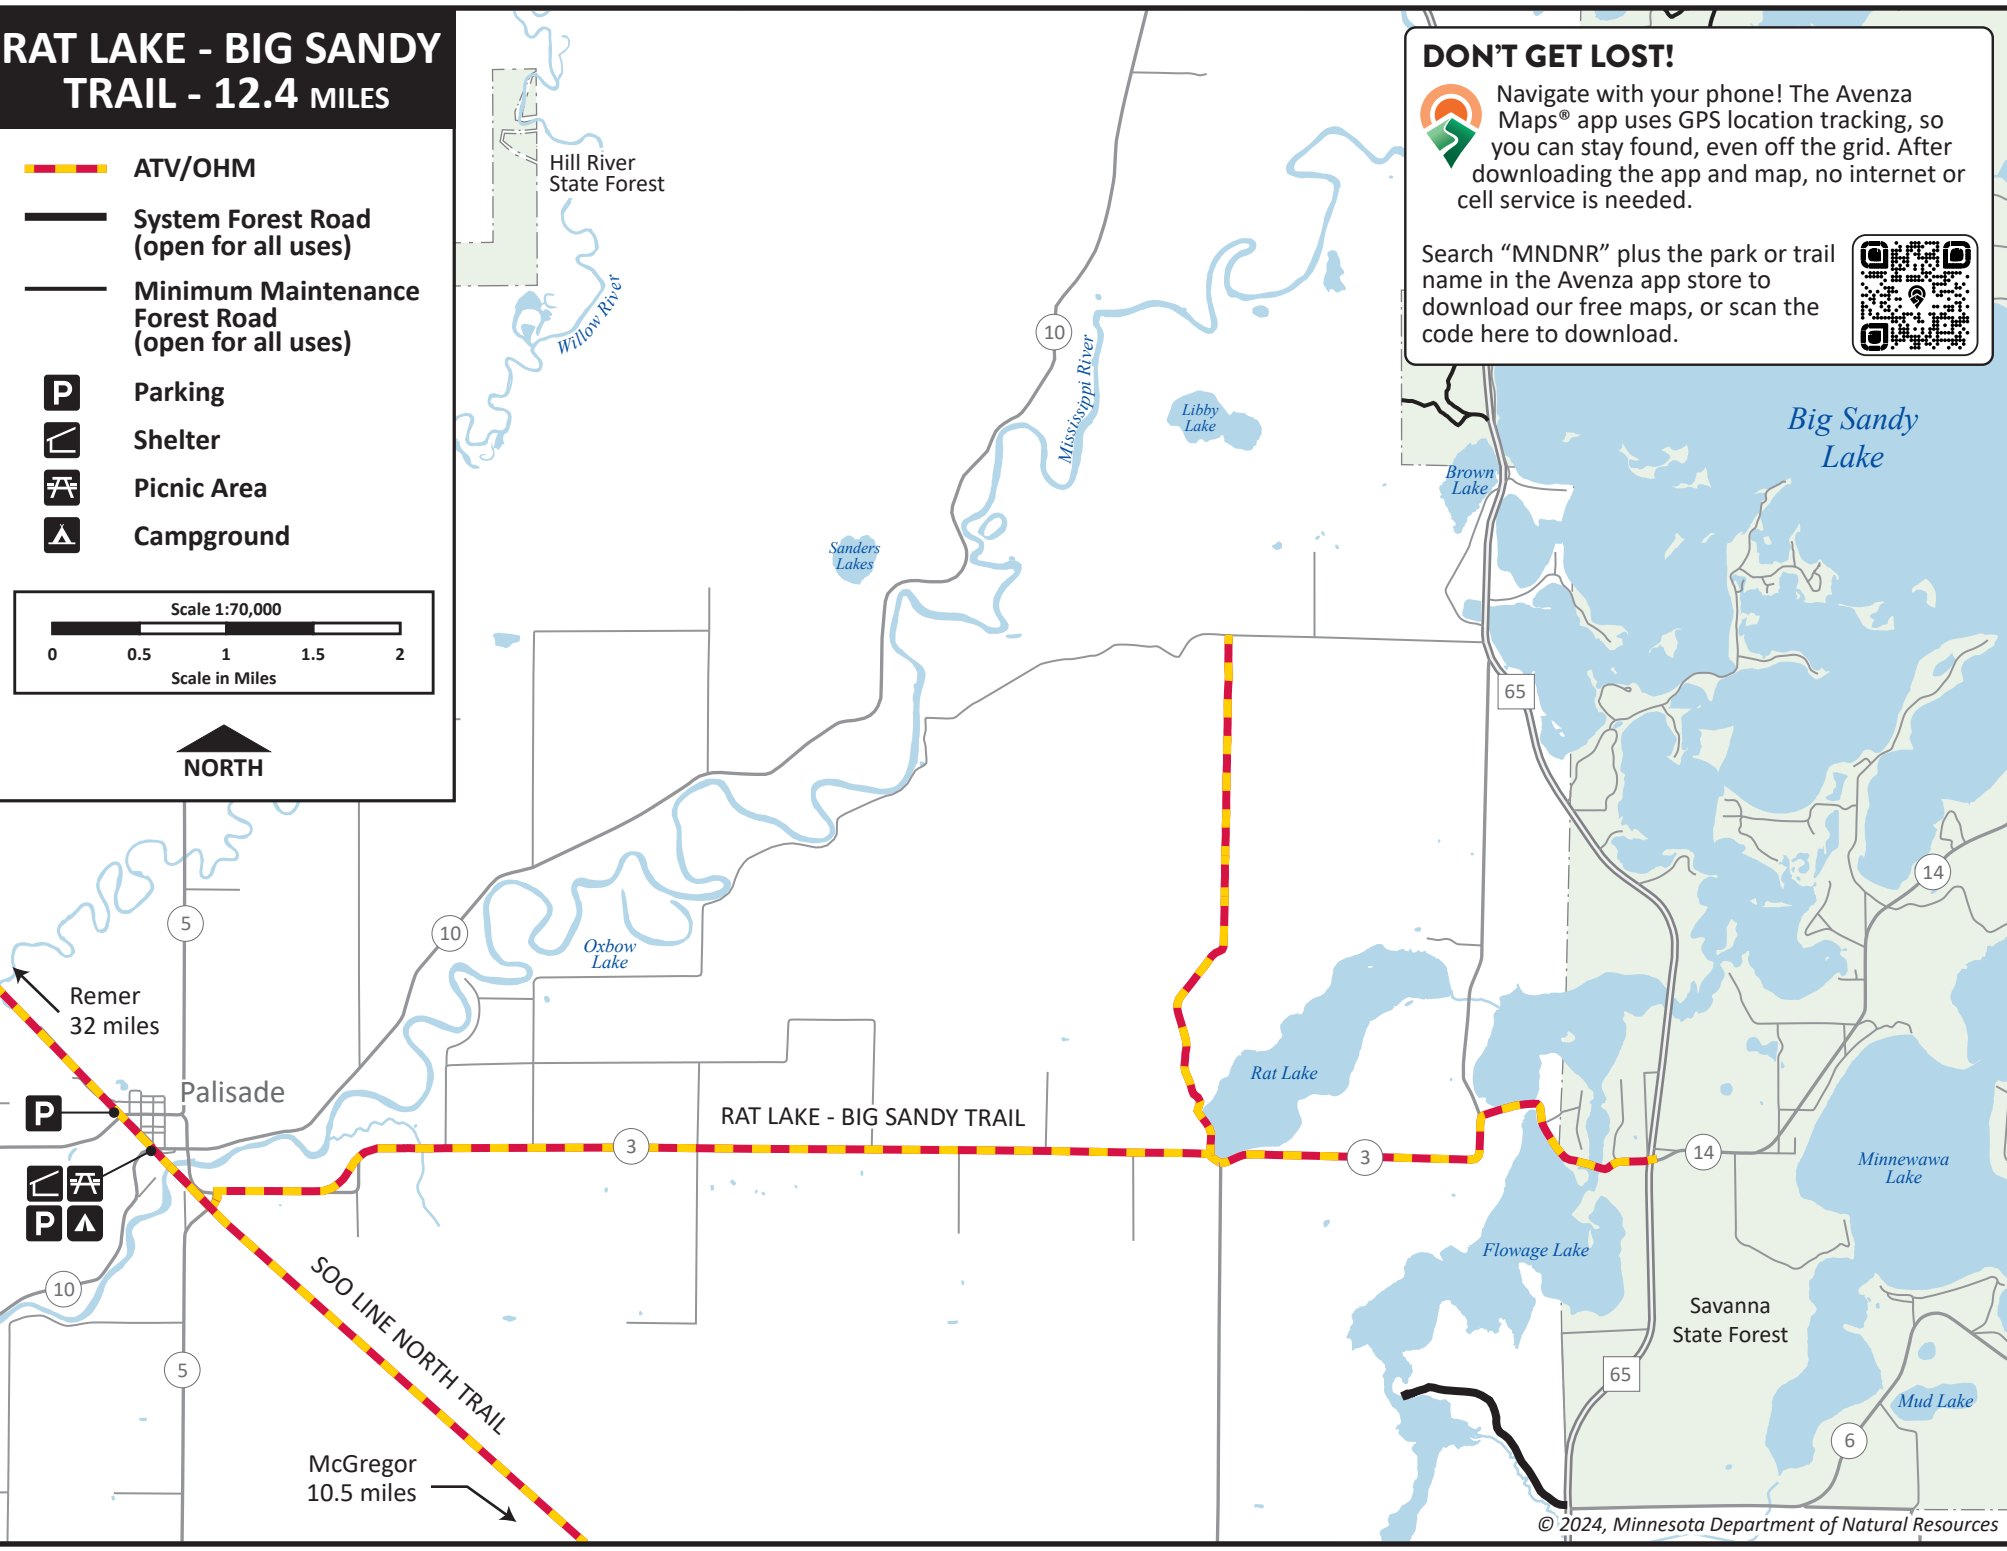 RAT LAKE - BIG SANDY
TRAIL - 12.4 MILES
ATV/OHM
System Forest Road
(open for all uses)
Minimum Maintenance
Forest Road
(open for all uses)
P
Parking
Shelter
Picnic Area
Campground
Scale 1:70,000
0 0.5 1 1.5 2
Scale in Miles
NORTH
DON'T GET LOST!
Navigate with your phone! The Avenza
Maps® app uses GPS location tracking, so
you can stay found, even off the grid. After
downloading the app and map, no internet or
cell service is needed.
Search “MNDNR” plus the park or trail
name in the Avenza app store to
download our free maps, or scan the
code here to download.
Hill River
State Forest
Willow River
10
Mississippi River
Libby
Lake
Big Sandy
Lake
Brown
Lake
Sanders
Lakes
65
14
5
10
Oxbow
Lake
Remer
32 miles
Palisade
P
Rat Lake
RAT LAKE - BIG SANDY TRAIL
3
3
14
Minnewawa
Lake
P
Flowage Lake
10
SOO LINE NORTH TRAIL
Savanna
State Forest
5
65
Mud Lake
6
McGregor
10.5 miles
© 2024, Minnesota Department of Natural Resources